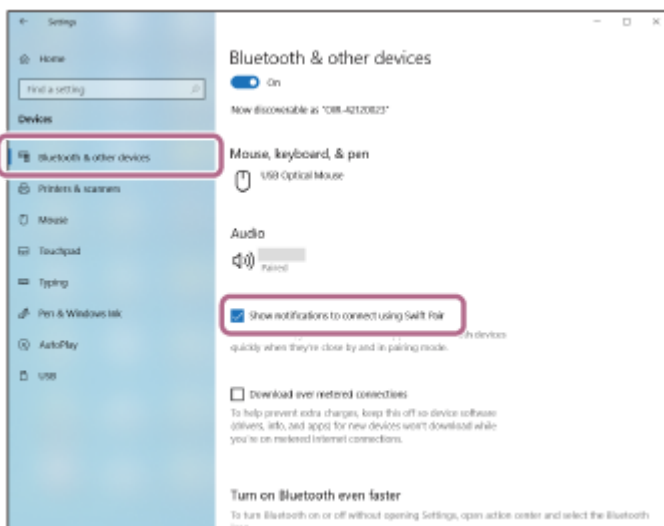 Settings
Home
Find a setting
Devices
Bluetooth & other devices
Printers & scanners
Mouse
Touchpad
Typing
Pen & Windows Ink
AutoPlay
USB
Bluetooth & other devices
On
Now discoverable as
Mouse, keyboard, & pen
USB Optical Mouse
Audio
Paired
Show notifications to connect using Swift Pair
devices
quickly when they're close by and in pairing mode.
Download over metered connections
To help prevent extra charges, keep this off so device software
(drivers, info, and apps) for new devices won't download while
you're on metered Internet connections.
Turn on Bluetooth even faster
To turn Bluetooth on or off without opening Settings, open action center and select the Bluetooth